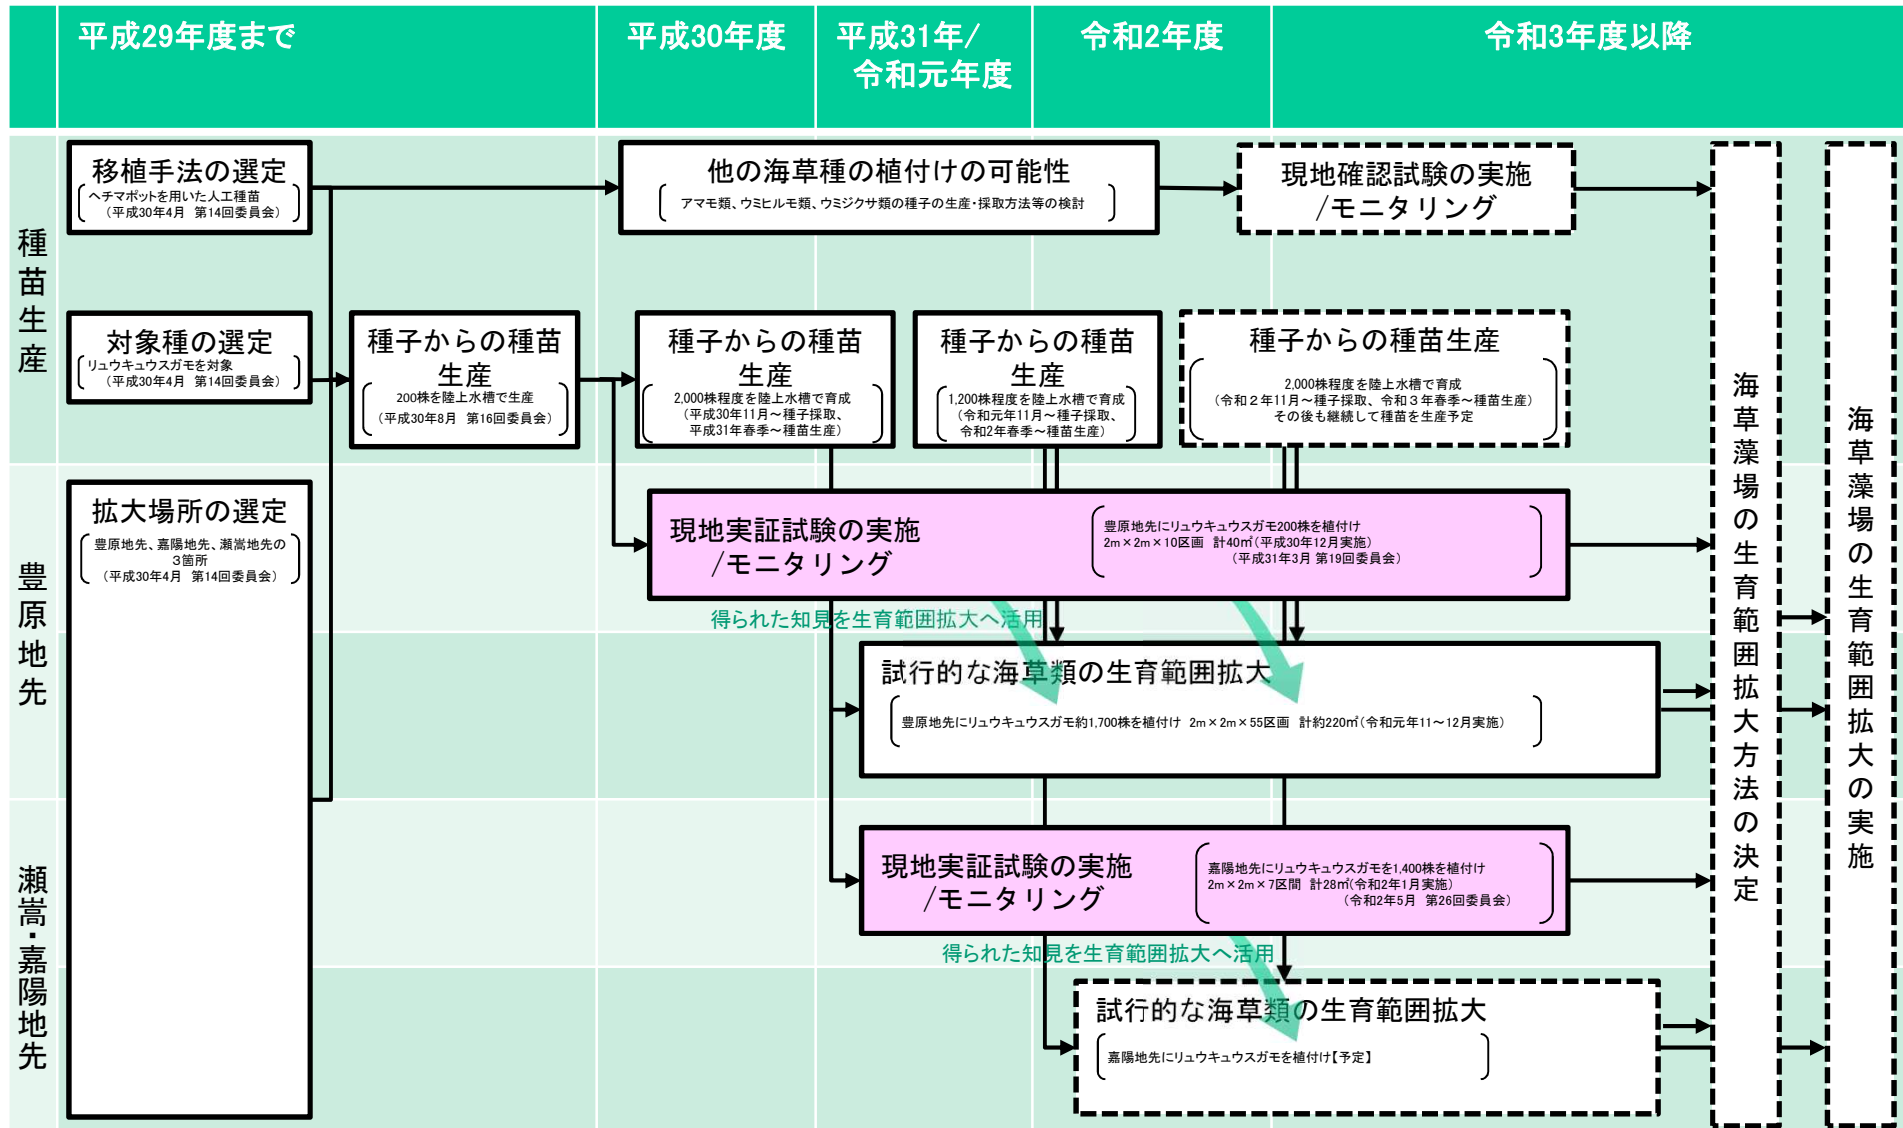 平成29年度まで
平成30年度
平成31年/
令和元年度
令和2年度
令和3年度以降
種苗生産
移植手法の選定
ヘチマポットを用いた人工種苗
(平成30年4月 第14回委員会)
他の海草種の植付けの可能性
アマモ類、ウミヒルモ類、ウミジクサ類の種子の生産・採取方法等の検討
現地確認試験の実施
/モニタリング
対象種の選定
リュウキュウスガモを対象
(平成30年4月 第14回委員会)
種子からの種苗
生産
200株を陸上水槽で生産
(平成30年8月 第16回委員会)
種子からの種苗
生産
2,000株程度を陸上水槽で育成
(平成30年11月～種子採取、
平成31年春季～種苗生産)
種子からの種苗
生産
1,200株程度を陸上水槽で育成
(令和元年11月～種子採取、
令和2年春季～種苗生産)
種子からの種苗生産
2,000株程度を陸上水槽で育成
(令和２年11月～種子採取、令和３年春季～種苗生産)
その後も継続して種苗を生産予定
豊原地先
拡大場所の選定
豊原地先、嘉陽地先、瀬嵩地先の
3箇所
(平成30年4月 第14回委員会)
現地実証試験の実施
/モニタリング
豊原地先にリュウキュウスガモ200株を植付け
2m×2m×10区画 計40㎡(平成30年12月実施)
(平成31年3月 第19回委員会)
得られた知見を生育範囲拡大へ活用
試行的な海草類の生育範囲拡大
豊原地先にリュウキュウスガモ約1,700株を植付け 2m×2m×55区画 計約220㎡(令和元年11～12月実施)
瀬嵩・嘉陽地先
現地実証試験の実施
/モニタリング
嘉陽地先にリュウキュウスガモを1,400株を植付け
2m×2m×7区間 計28㎡(令和2年1月実施)
(令和2年5月 第26回委員会)
得られた知見を生育範囲拡大へ活用
試行的な海草類の生育範囲拡大
嘉陽地先にリュウキュウスガモを植付け【予定】
海草藻場の生育範囲拡大方法の決定
海草藻場の生育範囲拡大の実施